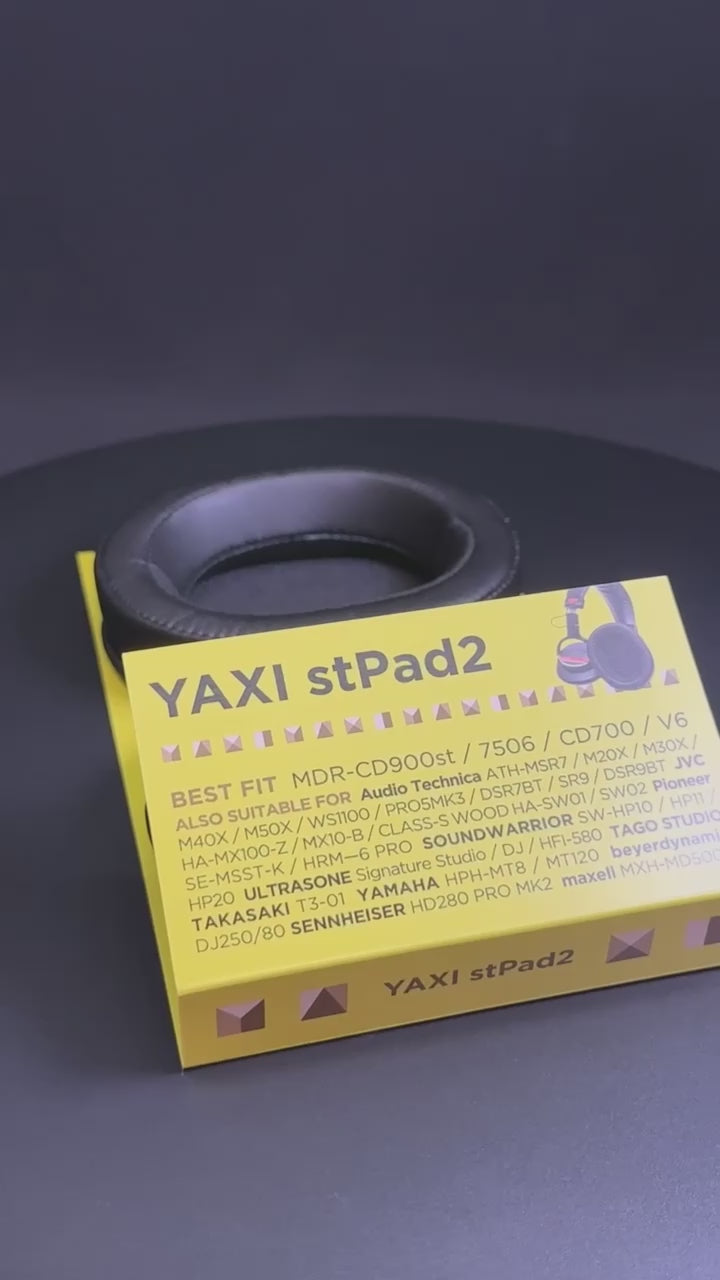 YAXI stPad2
BEST FIT MDR-CD900st / 7506 / CD700 / V6
ALSO SUITABLE FOR Audio Technica ATH-MSR7 / M20X / M30X /
M40X / M50X / WS1100 / PRO5MK3 / DSR7BT / SR9 / DSR9BT JVC
HA-MX100-Z / MX10-B / CLASS-S WOOD HA-SW01 / SW02 Pioneer
SE-MSST-K / HRM-6 PRO SOUNDWARRIOR SW-HP10 / HP11 /
HP20 ULTRASONE Signature Studio / DJ / HFI-580 TAGO STUDIO
TAKASAKI T3-01 YAMAHA HPH-MT8 / MT120 beyerdynami
DJ250/80 SENNHEISER HD280 PRO MK2 maxell MXH-MD500
YAXI stPad2